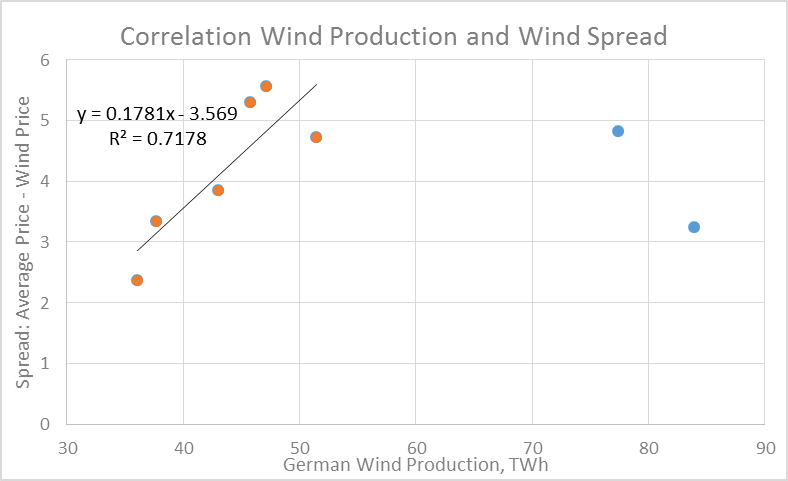 Correlation Wind Production and Wind Spread
6
y = 0.1781x - 3.569
R² = 0.7178
5
4
3
2
1
0
Spread: Average Price - Wind Price
30 40 50 60 70 80 90
German Wind Production, TWh